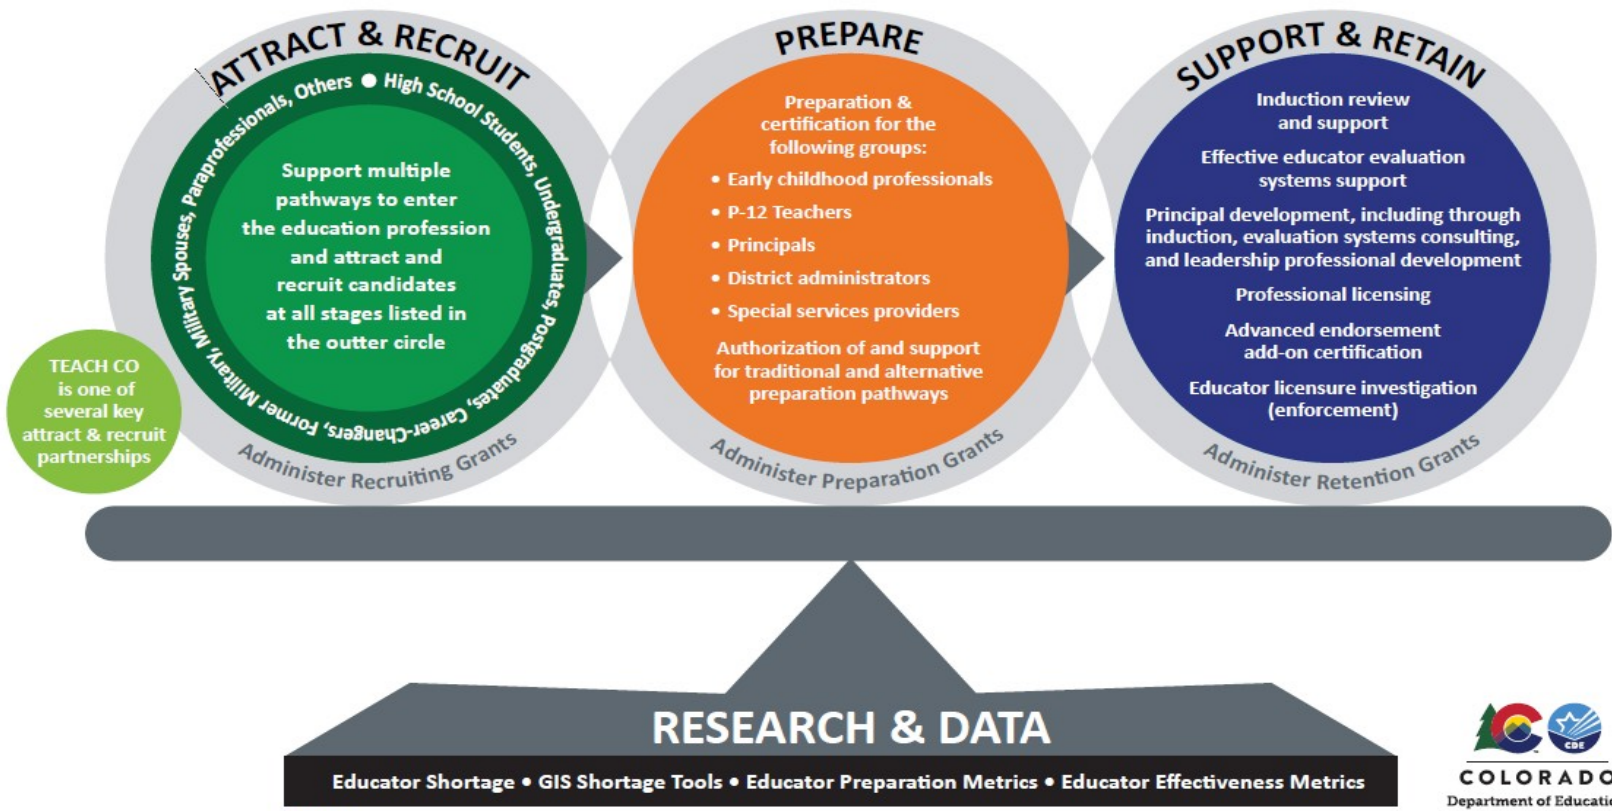 ATTRACT & RECRUIT
High School Students, Undergraduates, Postgraduates, Career-Changers, Former Military, Military Spouses, Paraprofessionals, Others
Support multiple
pathways to enter
the education profession
and attract and
recruit candidates
at all stages listed in
the outter circle
Administer Recruiting Grants
TEACH CO
is one of
several key
attract & recruit
partnerships
PREPARE
Preparation &
certification for the
following groups:
• Early childhood professionals
• P-12 Teachers
• Principals
• District administrators
• Special services providers
Authorization of and support
for traditional and alternative
preparation pathways
Administer Preparation Grants
SUPPORT & RETAIN
Induction review
and support
Effective educator evaluation
systems support
Principal development, including through
induction, evaluation systems consulting,
and leadership professional development
Professional licensing
Advanced endorsement
add-on certification
Educator licensure investigation
(enforcement)
Administer Retention Grants
RESEARCH & DATA
Educator Shortage • GIS Shortage Tools • Educator Preparation Metrics • Educator Effectiveness Metrics
CDE
COLORADO
Department of Education